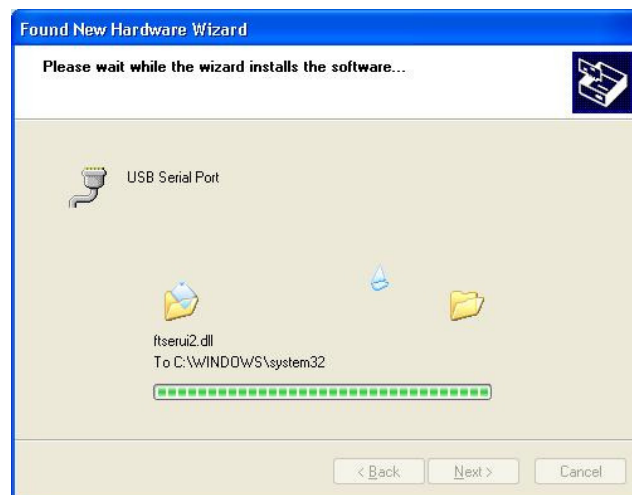 Found New Hardware Wizard
Please wait while the wizard installs the software...
USB Serial Port
ftserui2.dll
To C:\WINDOWS\system32
< Back Next > Cancel